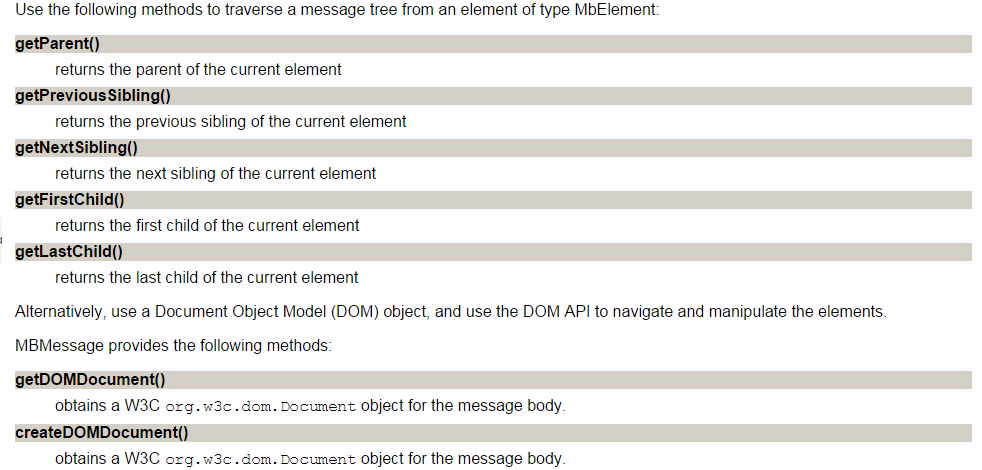 Use the following methods to traverse a message tree from an element of type MbElement:
getParent()
returns the parent of the current element
getPreviousSibling()
returns the previous sibling of the current element
getNextSibling()
returns the next sibling of the current element
getFirstChild()
returns the first child of the current element
getLastChild()
returns the last child of the current element
Alternatively, use a Document Object Model (DOM) object, and use the DOM API to navigate and manipulate the elements.
MBMessage provides the following methods:
getDOMDocument()
obtains a W3C org.w3c.dom.Document object for the message body.
createDOMDocument()
obtains a W3C org.w3c.dom.Document object for the message body.